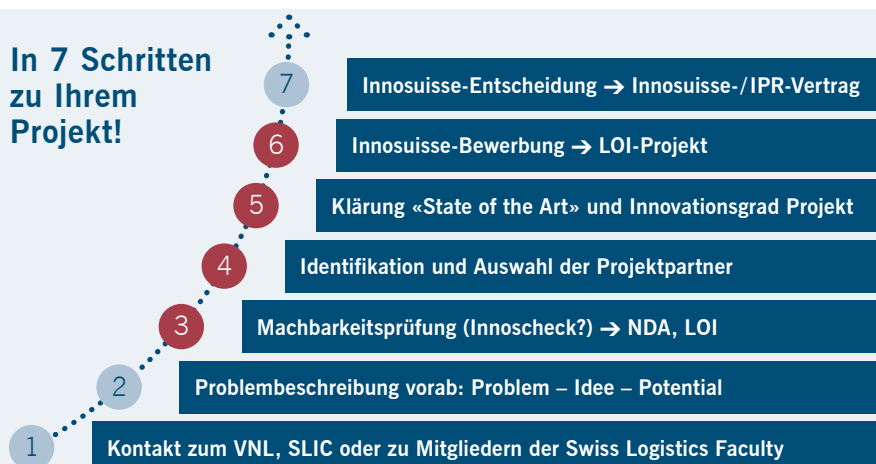 In 7 Schritten
zu Ihrem
Projekt!
7
Innosuisse-Entscheidung → Innosuisse-/IPR-Vertrag
6
Innosuisse-Bewerbung → LOI-Projekt
5
Klärung «State of the Art» und Innovationsgrad Projekt
4
Identifikation und Auswahl der Projektpartner
3
Machbarkeitsprüfung (Innoscheck?) → NDA, LOI
2
Problembeschreibung vorab: Problem – Idee – Potential
1
Kontakt zum VNL, SLIC oder zu Mitgliedern der Swiss Logistics Faculty